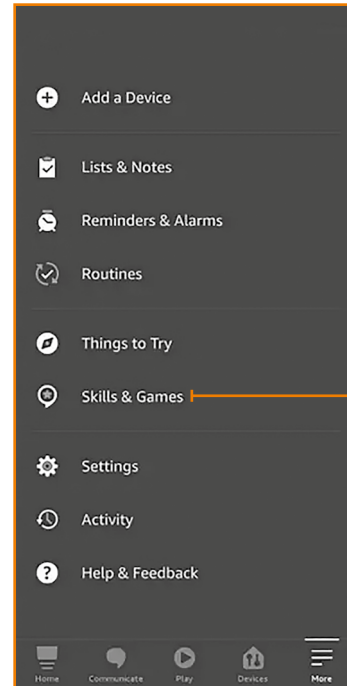 Add a Device
Lists & Notes
Reminders & Alarms
Routines
Things to Try
Skills & Games
Settings
Activity
Help & Feedback
Home Communicate Play Devices More